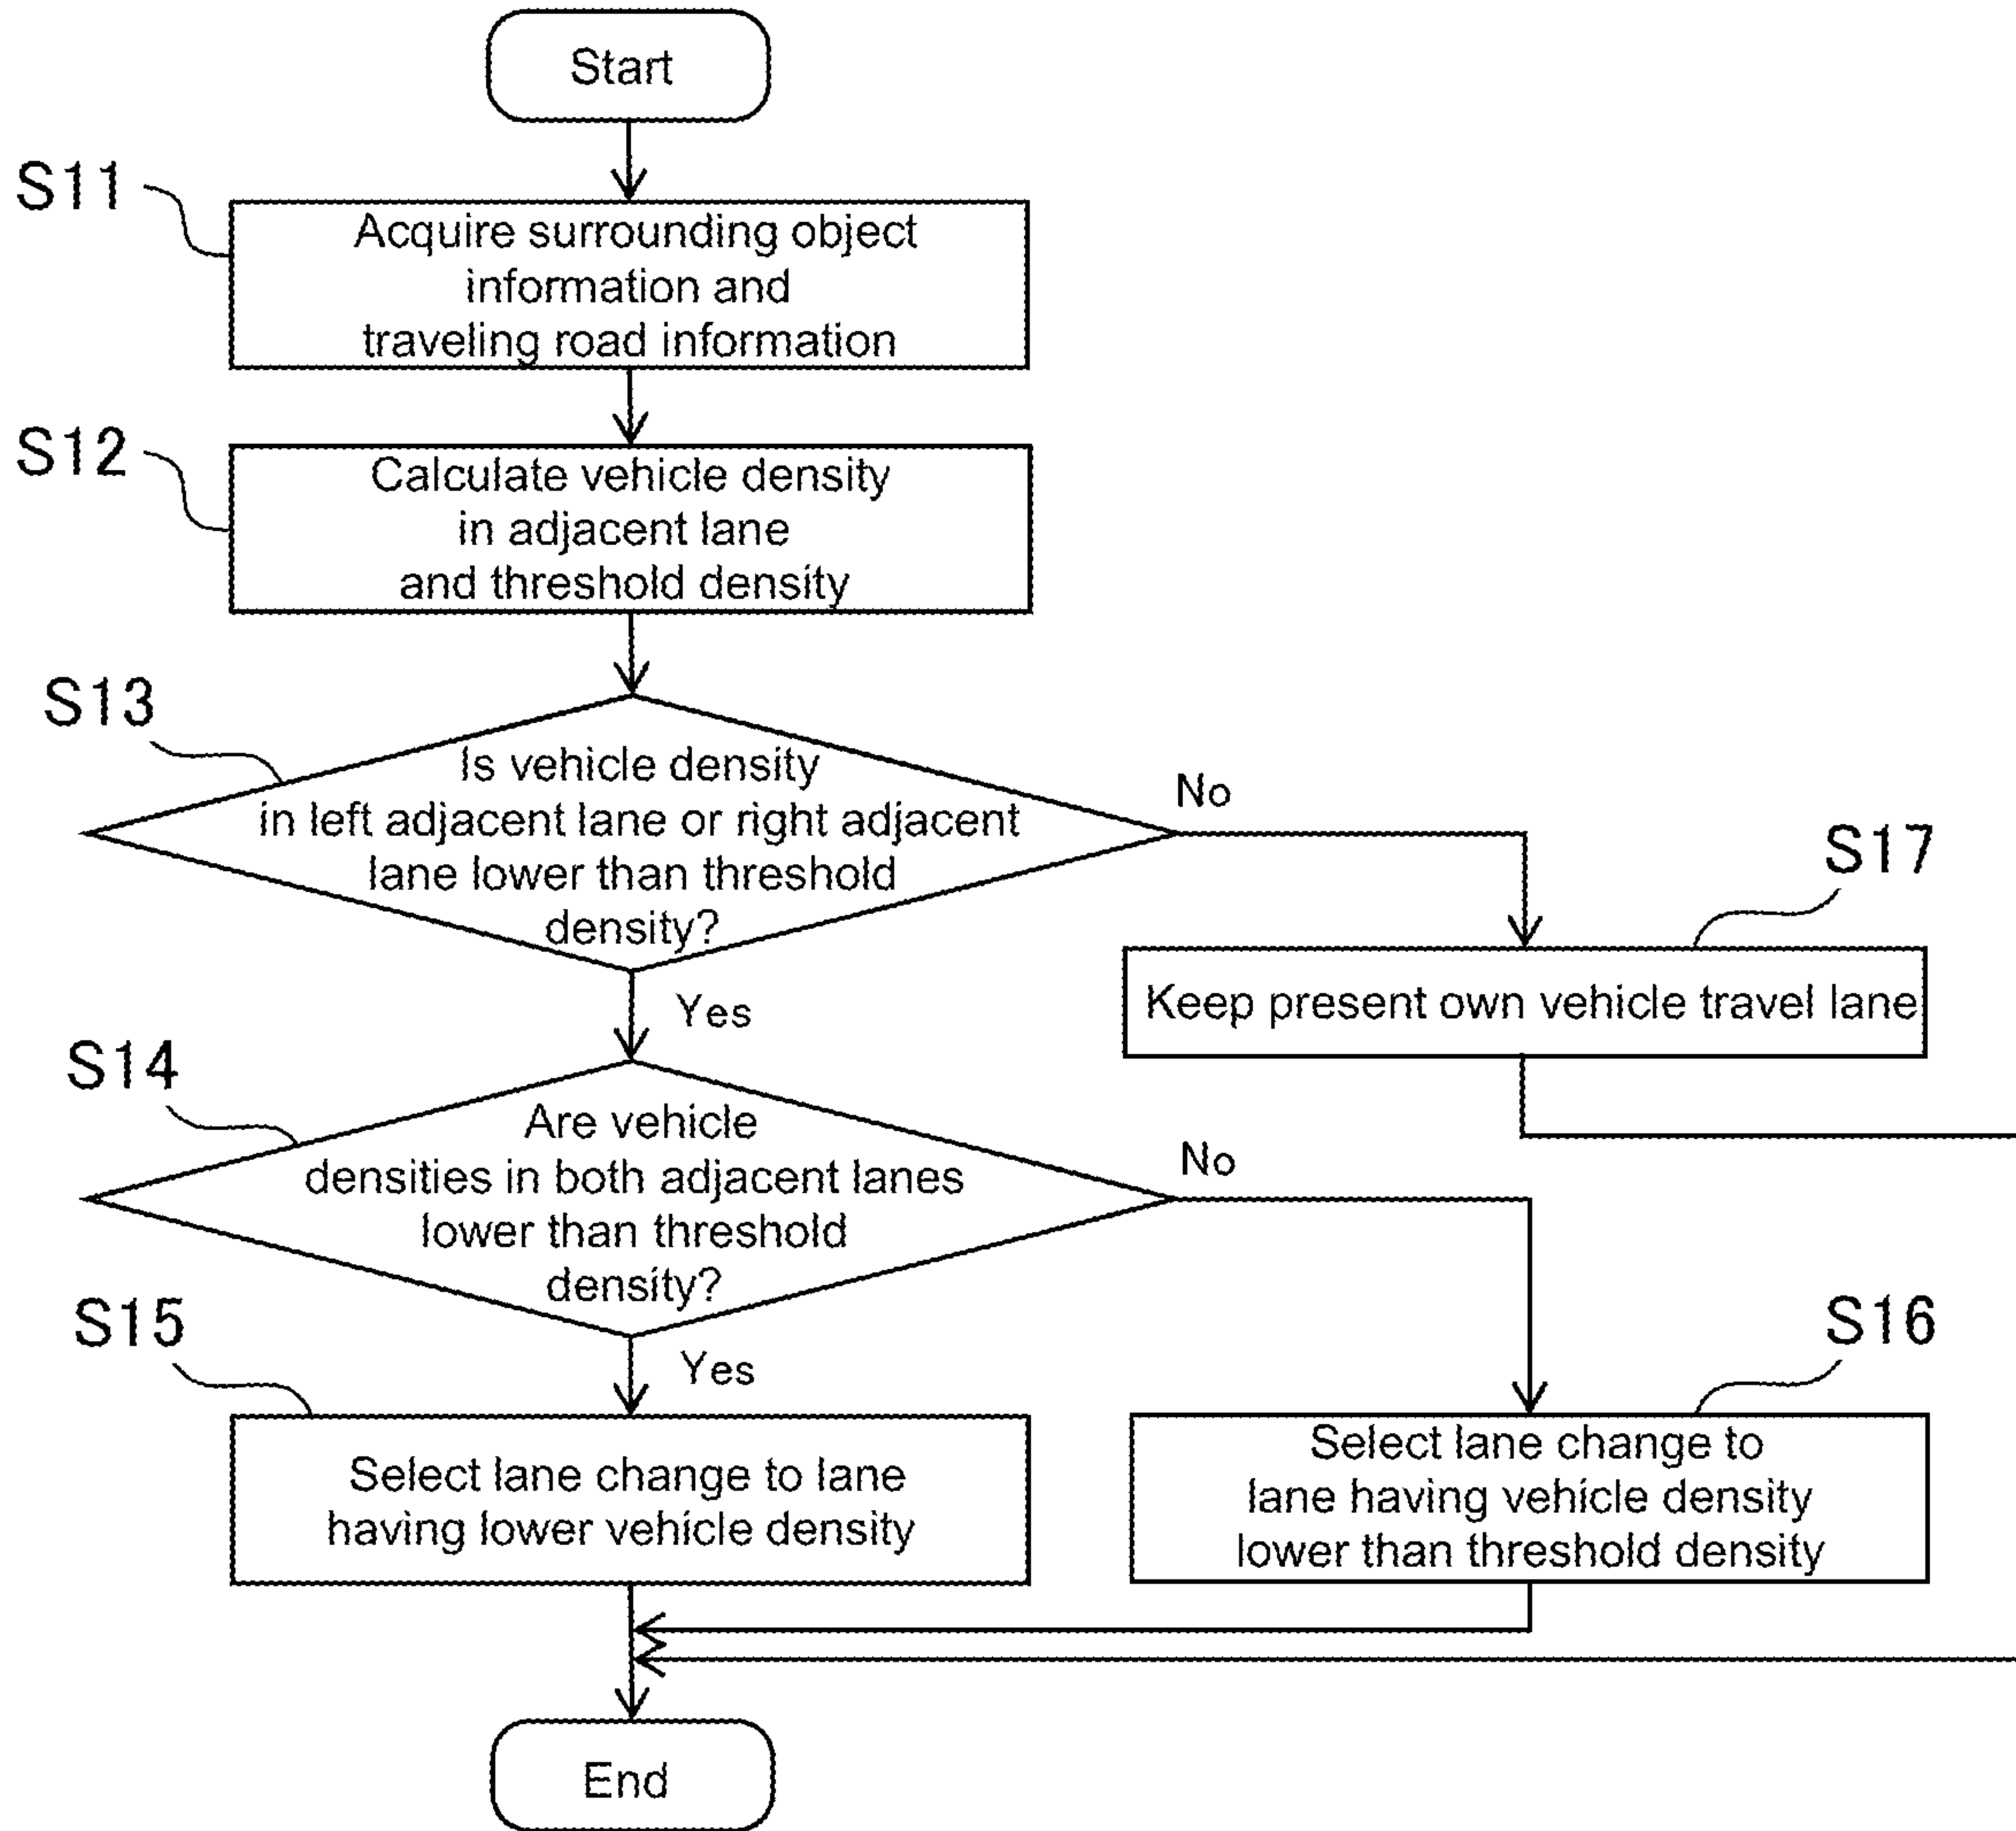 Start
S11
Acquire surrounding object
information and
traveling road information
S12
Calculate vehicle density
in adjacent lane
and threshold density
S13
Is vehicle density
in left adjacent lane or right adjacent
lane lower than threshold
density?
No
Yes
S17
Keep present own vehicle travel lane
S14
Are vehicle
densities in both adjacent lanes
lower than threshold
density?
No
Yes
S15
Select lane change to lane
having lower vehicle density
S16
Select lane change to
lane having vehicle density
lower than threshold density
End